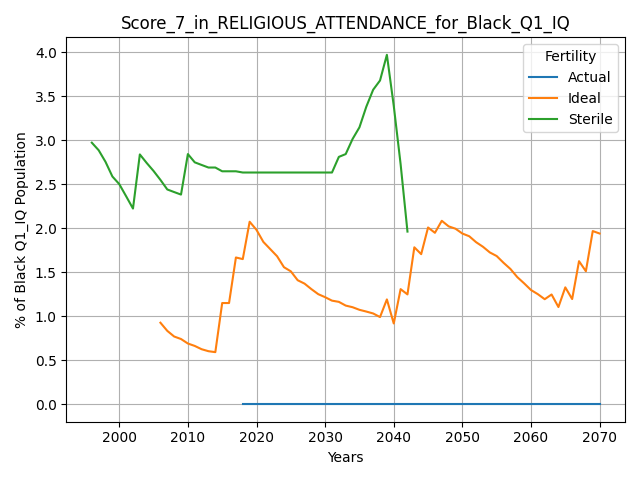 Score_7_in_RELIGIOUS_ATTENDANCE_for_Black_Q1_IQ
Fertility
Actual
Ideal
Sterile
% of Black Q1_IQ Population
4.0
3.5
3.0
2.5
2.0
1.5
1.0
0.5
0.0
2000 2010 2020 2030 2040 2050 2060 2070
Years